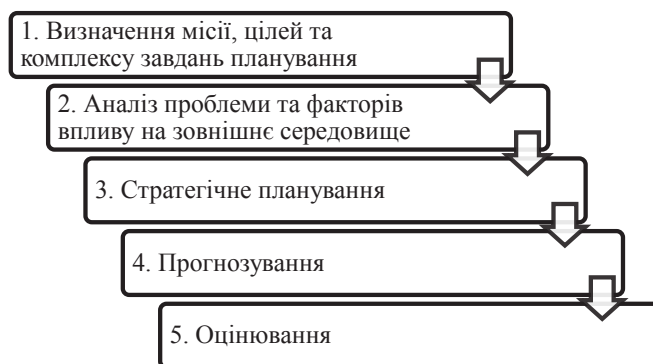 1. Визначення місії, цілей та
комплексу завдань планування
2. Аналіз проблеми та факторів
впливу на зовнішнє середовище
3. Стратегічне планування
4. Прогнозування
5. Оцінювання